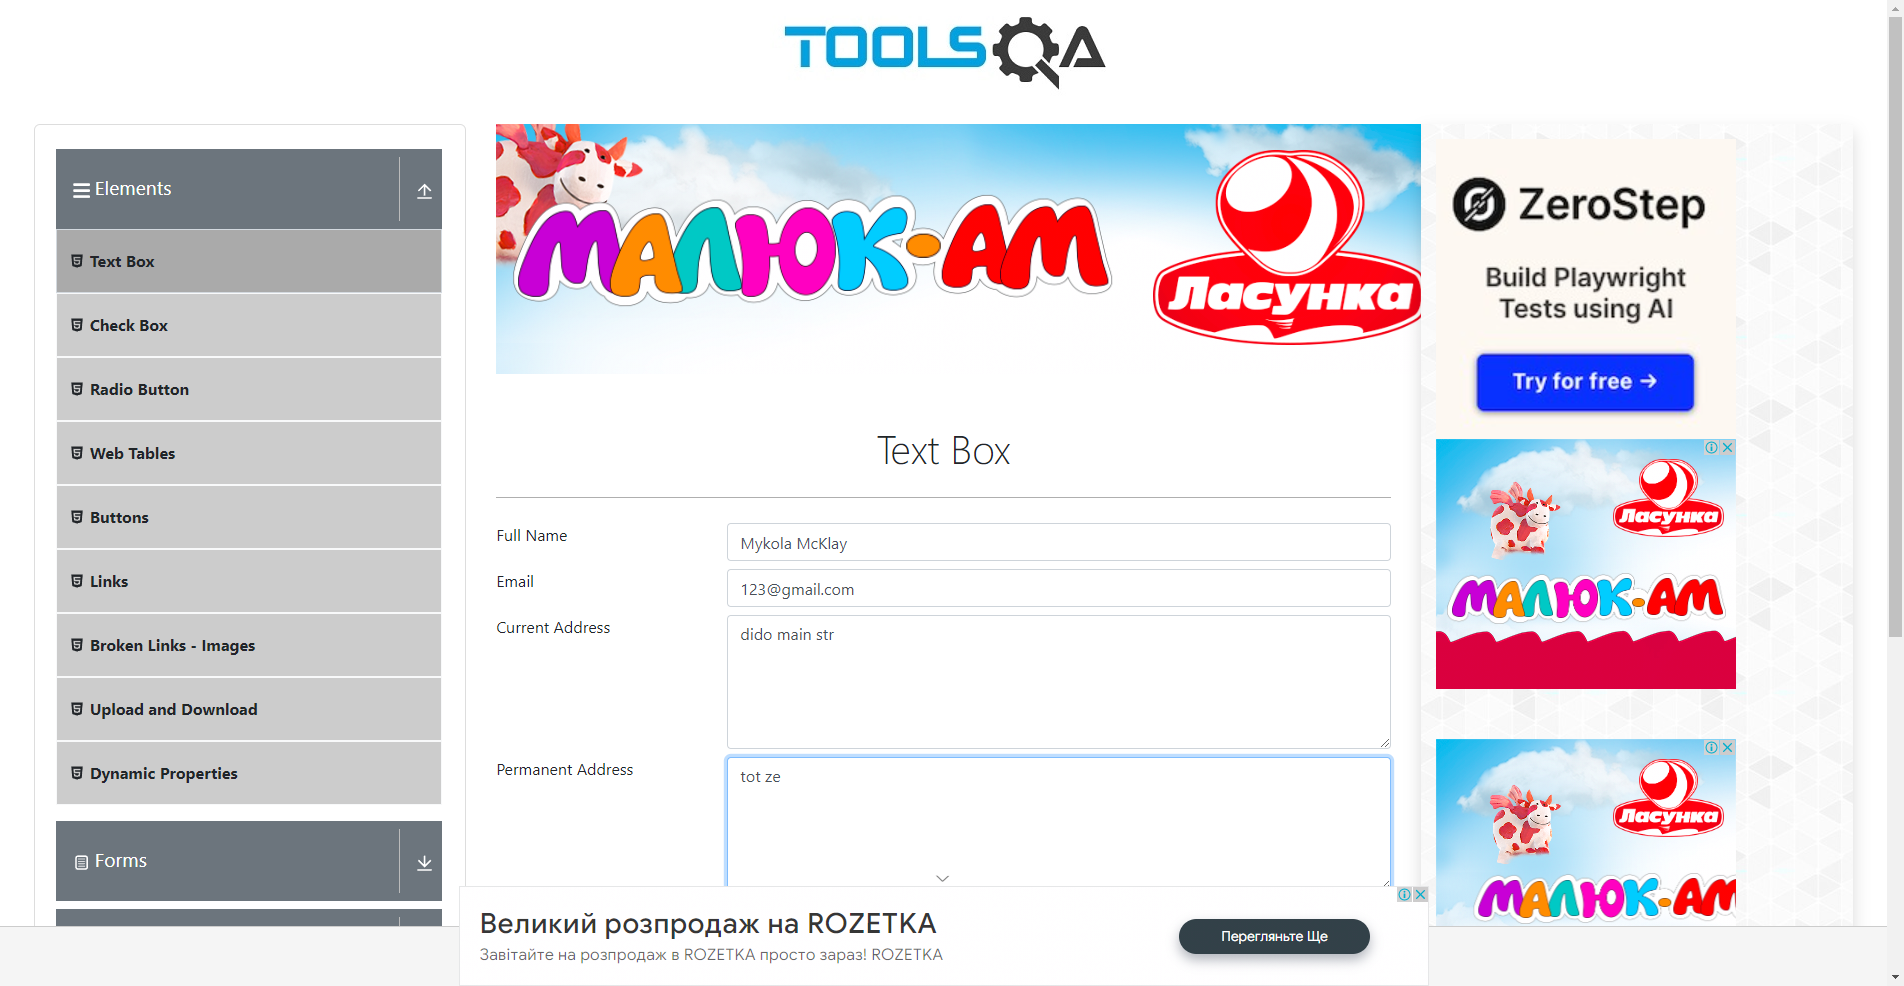 TOOLSQA
Elements
Text Box
Check Box
Radio Button
Web Tables
Buttons
Links
Broken Links - Images
Upload and Download
Dynamic Properties
Forms
МАЛЮК-АМ
Ласунка
Text Box
Full Name
Mykola McKlay
Email
123@gmail.com
Current Address
dido main str
Permanent Address
tot ze
ZeroStep
Build Playwright
Tests using AI
Try for free →
Ласунка
МАЛЮК-АМ
Ласунка
МАЛЮК-АМ
Великий розпродаж на ROZETKA
Завітайте на розпродаж в ROZETKA просто зараз! ROZETKA
Перегляньте Ще